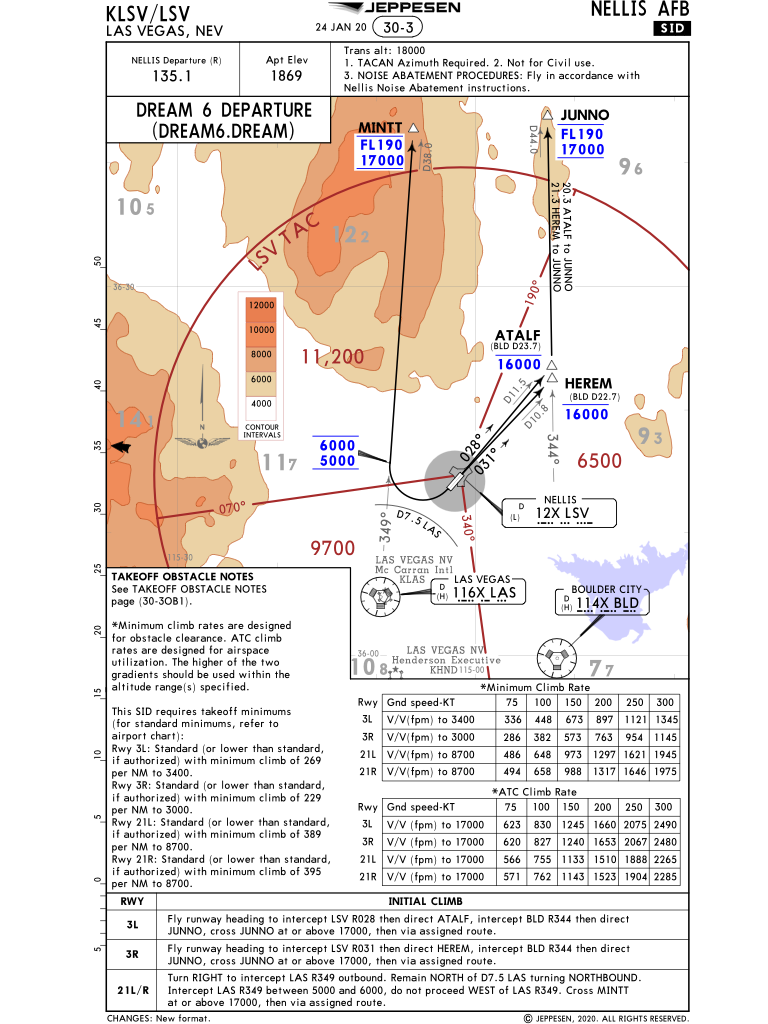 KLSV/LSV
LAS VEGAS, NEV
JEPPESEN
24 JAN 20
30-3
NELLIS AFB
SID
NELLIS Departure (R)
135.1
Apt Elev
1869
Trans alt: 18000
1. TACAN Azimuth Required. 2. Not for Civil use.
3. NOISE ABATEMENT PROCEDURES: Fly in accordance with
Nellis Noise Abatement instructions.
DREAM 6 DEPARTURE
(DREAM6.DREAM)
MINTT
FL190
17000
D38.0
JUNNO
FL190
17000
D44.0
96
105
122
LSV TAC
20.3 ATALF to JUNNO
21.3 HEREM to JUNNO
190°
50
36-30
45
12000
10000
8000
6000
4000
CONTOUR
INTERVALS
11,200
ATALF
(BLD D23.7)
16000
HEREM
(BLD D22.7)
16000
D11.5
D10.8
40
141
N
93
35
6000
5000
117
028°
031°
344°
6500
30
070°
349°
D7.5 LAS
340°
NELLIS
D
(L)
12X LSV
9700
115-30
25
LAS VEGAS NV
Mc Carran Intl
KLAS
LAS VEGAS
D
(H)
116X LAS
BOULDER CITY
D
(H)
114X BLD
36-00
108
LAS VEGAS NV
Henderson Executive
KHND
115-00
77
20
15
10
5
0
5
TAKEOFF OBSTACLE NOTES
See TAKEOFF OBSTACLE NOTES
page (30-3OB1).
*Minimum climb rates are designed
for obstacle clearance. ATC climb
rates are designed for airspace
utilization. The higher of the two
gradients should be used within the
altitude range(s) specified.
This SID requires takeoff minimums
(for standard minimums, refer to
airport chart):
Rwy 3L: Standard (or lower than standard,
if authorized) with minimum climb of 269
per NM to 3400.
Rwy 3R: Standard (or lower than standard,
if authorized) with minimum climb of 229
per NM to 3000.
Rwy 21L: Standard (or lower than standard,
if authorized) with minimum climb of 389
per NM to 8700.
Rwy 21R: Standard (or lower than standard,
if authorized) with minimum climb of 395
per NM to 8700.
*Minimum Climb Rate
Rwy Gnd speed-KT 75 100 150 200 250 300
3L V/V(fpm) to 3400 336 448 673 897 1121 1345
3R V/V(fpm) to 3000 286 382 573 763 954 1145
21L V/V(fpm) to 8700 486 648 973 1297 1621 1945
21R V/V(fpm) to 8700 494 658 988 1317 1646 1975
*ATC Climb Rate
Rwy Gnd speed-KT 75 100 150 200 250 300
3L V/V (fpm) to 17000 623 830 1245 1660 2075 2490
3R V/V (fpm) to 17000 620 827 1240 1653 2067 2480
21L V/V (fpm) to 17000 566 755 1133 1510 1888 2265
21R V/V (fpm) to 17000 571 762 1143 1523 1904 2285
RWY INITIAL CLIMB
3L Fly runway heading to intercept LSV R028 then direct ATALF, intercept BLD R344 then direct
JUNNO, cross JUNNO at or above 17000, then via assigned route.
3R Fly runway heading to intercept LSV R031 then direct HEREM, intercept BLD R344 then direct
JUNNO, cross JUNNO at or above 17000, then via assigned route.
21L/R Turn RIGHT to intercept LAS R349 outbound. Remain NORTH of D7.5 LAS turning NORTHBOUND.
Intercept LAS R349 between 5000 and 6000, do not proceed WEST of LAS R349. Cross MINTT
at or above 17000, then via assigned route.
CHANGES: New format.
© JEPPESEN, 2020. ALL RIGHTS RESERVED.